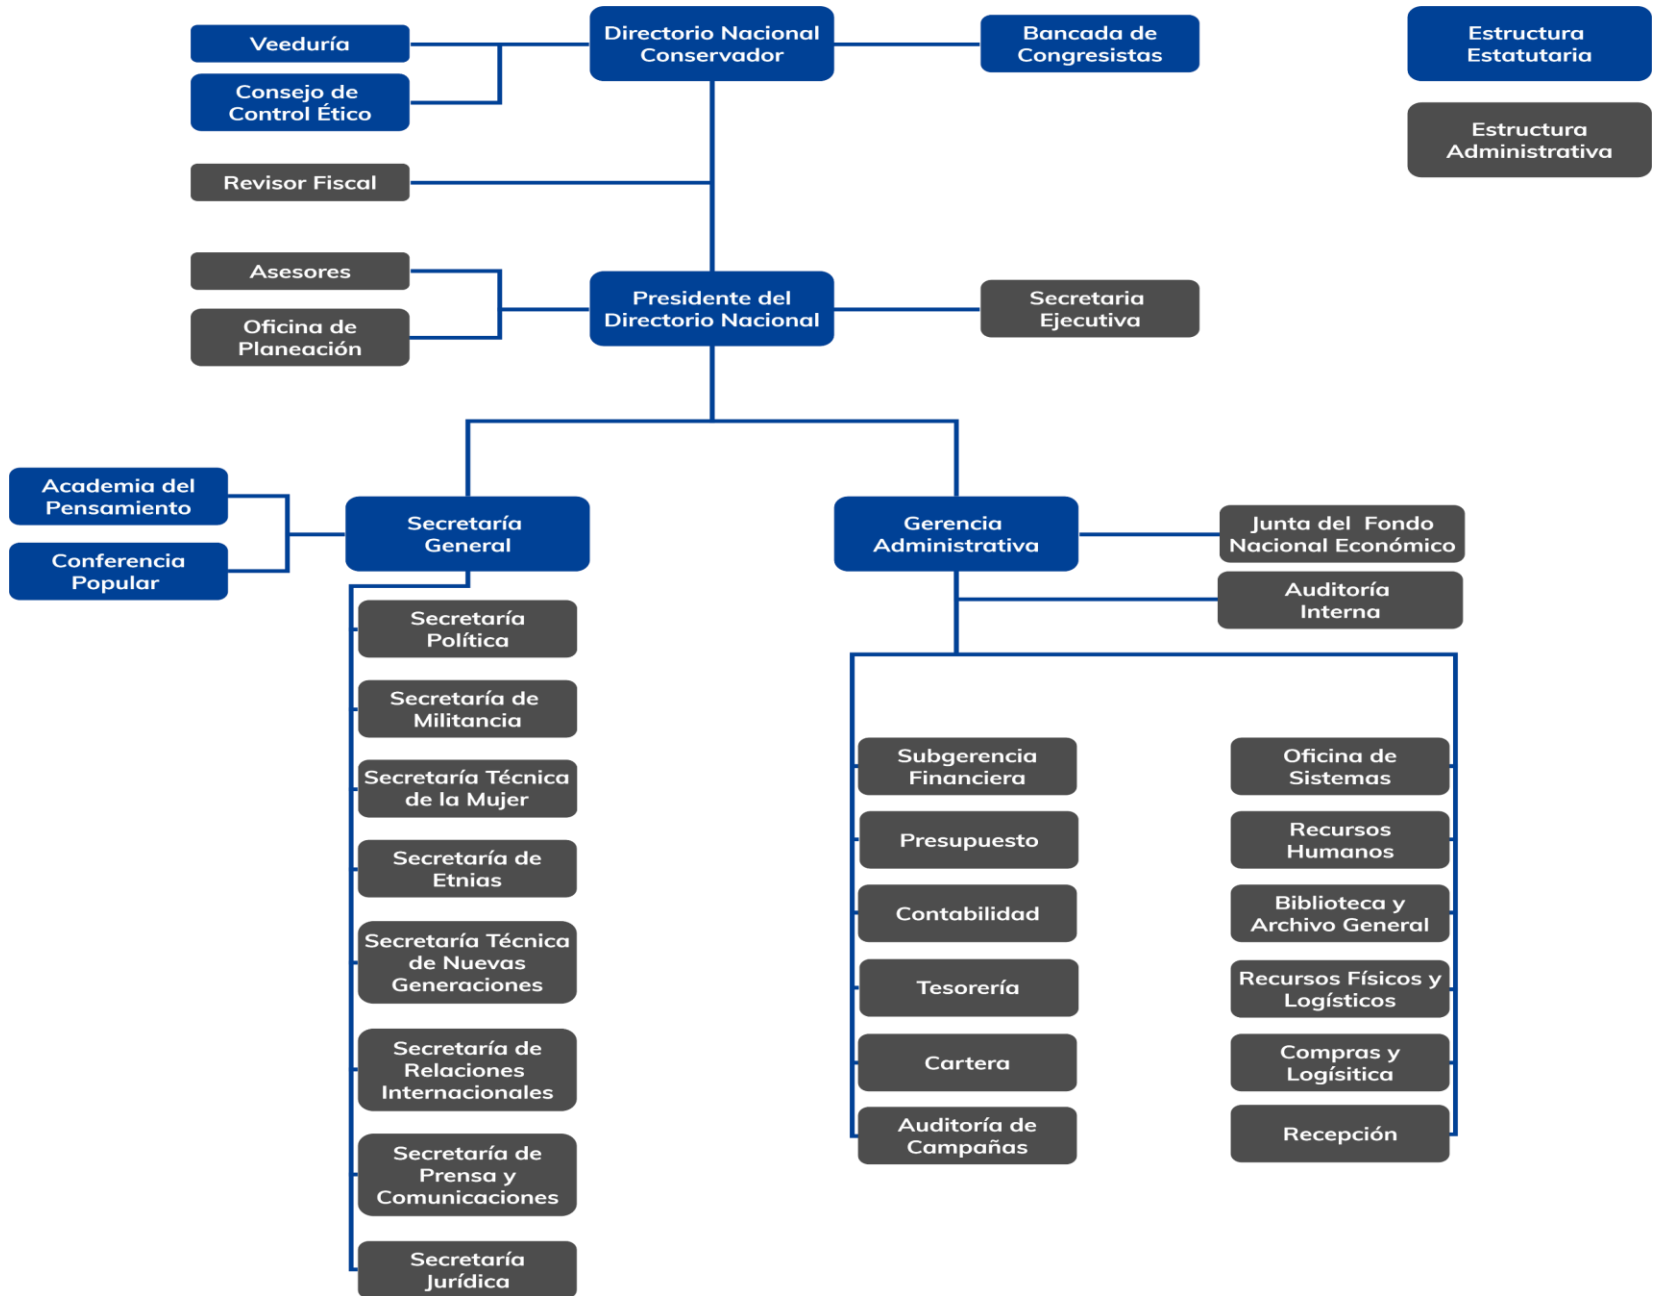 Veeduría
Directorio Nacional
Conservador
Bancada de
Congresistas
Estructura
Estatutaria
Consejo de
Control Ético
Estructura
Administrativa
Revisor Fiscal
Asesores
Oficina de
Planeación
Presidente del
Directorio Nacional
Secretaria
Ejecutiva
Academia del
Pensamiento
Conferencia
Popular
Secretaría
General
Gerencia
Administrativa
Junta del Fondo
Nacional Económico
Auditoría
Interna
Secretaría
Política
Secretaría de
Militancia
Secretaría Técnica
de la Mujer
Secretaría de
Etnias
Secretaría Técnica
de Nuevas
Generaciones
Secretaría de
Relaciones
Internacionales
Secretaría de
Prensa y
Comunicaciones
Secretaría
Jurídica
Subgerencia
Financiera
Presupuesto
Contabilidad
Tesorería
Cartera
Auditoría de
Campañas
Oficina de
Sistemas
Recursos
Humanos
Biblioteca y
Archivo General
Recursos Físicos y
Logísticos
Compras y
Logísitica
Recepción